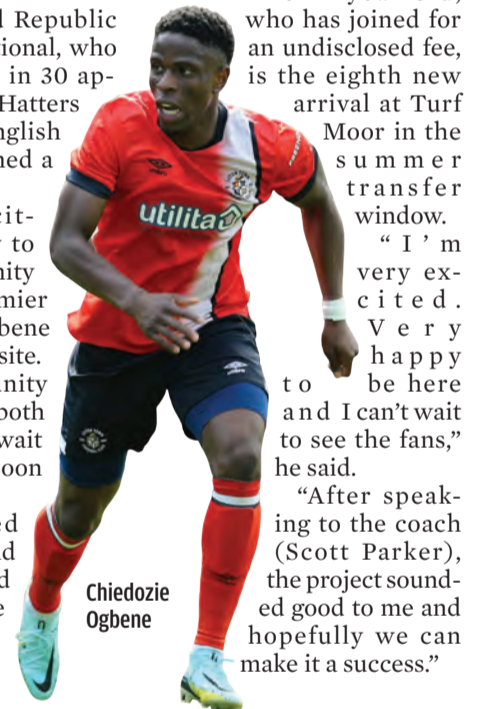 Republic
ional, who
in 30 ap-
Hatters
nglish
ned a
cit-
to
nity
mier
bene
site.
nity
both
wait
oon
utilita
umbro
Chiedozie
Ogbene
who has joined for
an undisclosed fee,
is the eighth new
arrival at Turf
Moor in the
summer
transfer
window.
“I’m
very ex-
cited.
Very
happy
to be here
and I can’t wait
to see the fans,”
he said.
“After speak-
ing to the coach
(Scott Parker),
the project sound-
ed good to me and
hopefully we can
make it a success.”